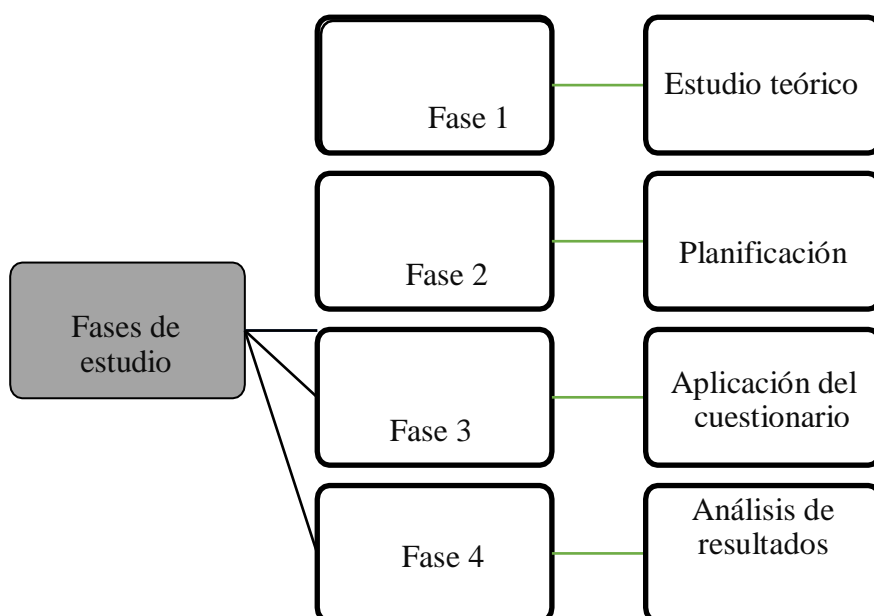 Fase 1
Estudio teórico
Fase 2
Planificación
Fases de
estudio
Fase 3
Aplicación del
cuestionario
Fase 4
Análisis de
resultados